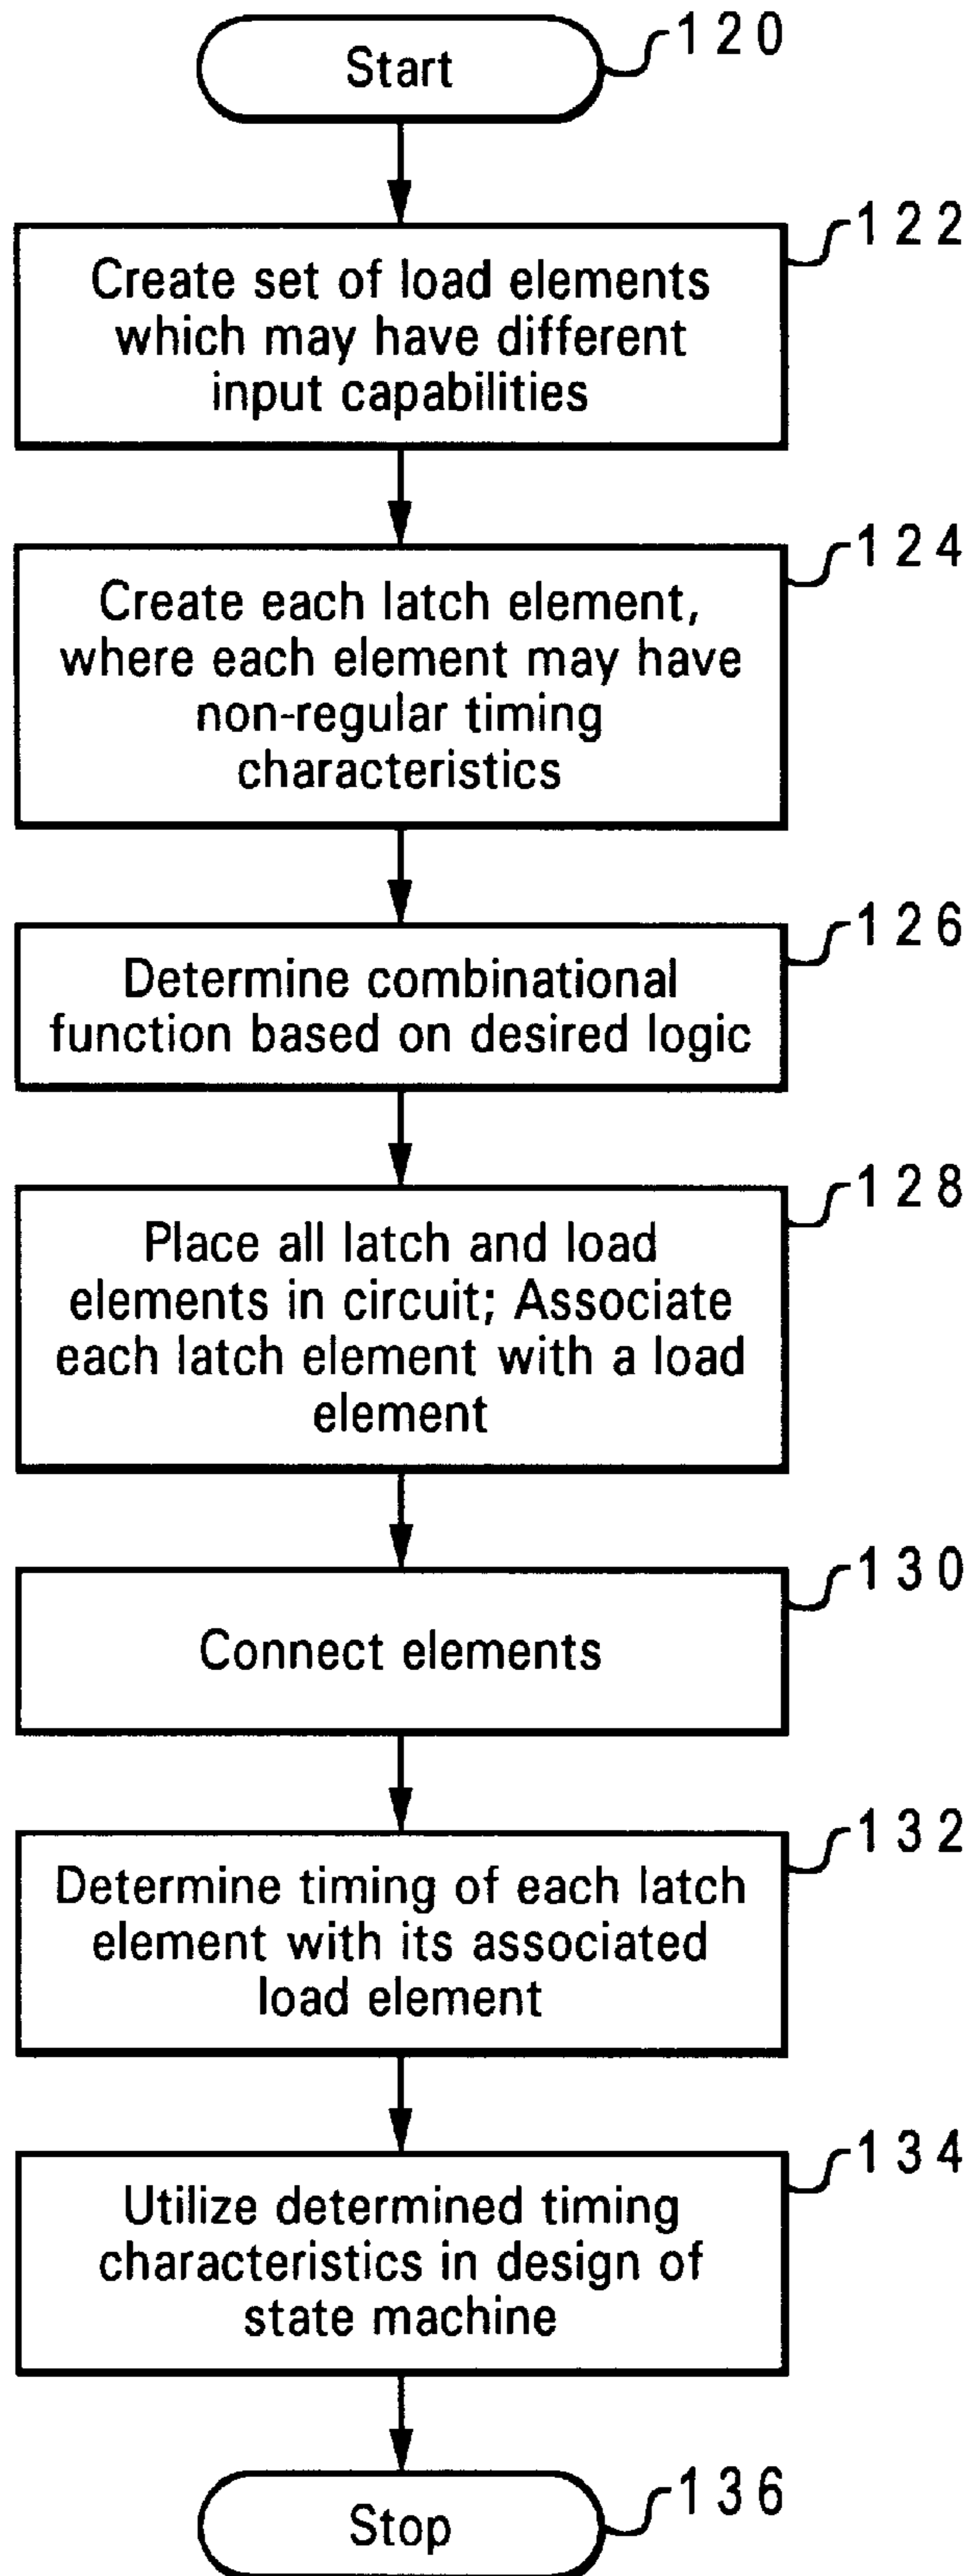 Start
120
Create set of load elements
which may have different
input capabilities
122
Create each latch element,
where each element may have
non-regular timing
characteristics
124
Determine combinational
function based on desired logic
126
Place all latch and load
elements in circuit; Associate
each latch element with a load
element
128
Connect elements
130
Determine timing of each latch
element with its associated
load element
132
Utilize determined timing
characteristics in design of
state machine
134
Stop
136